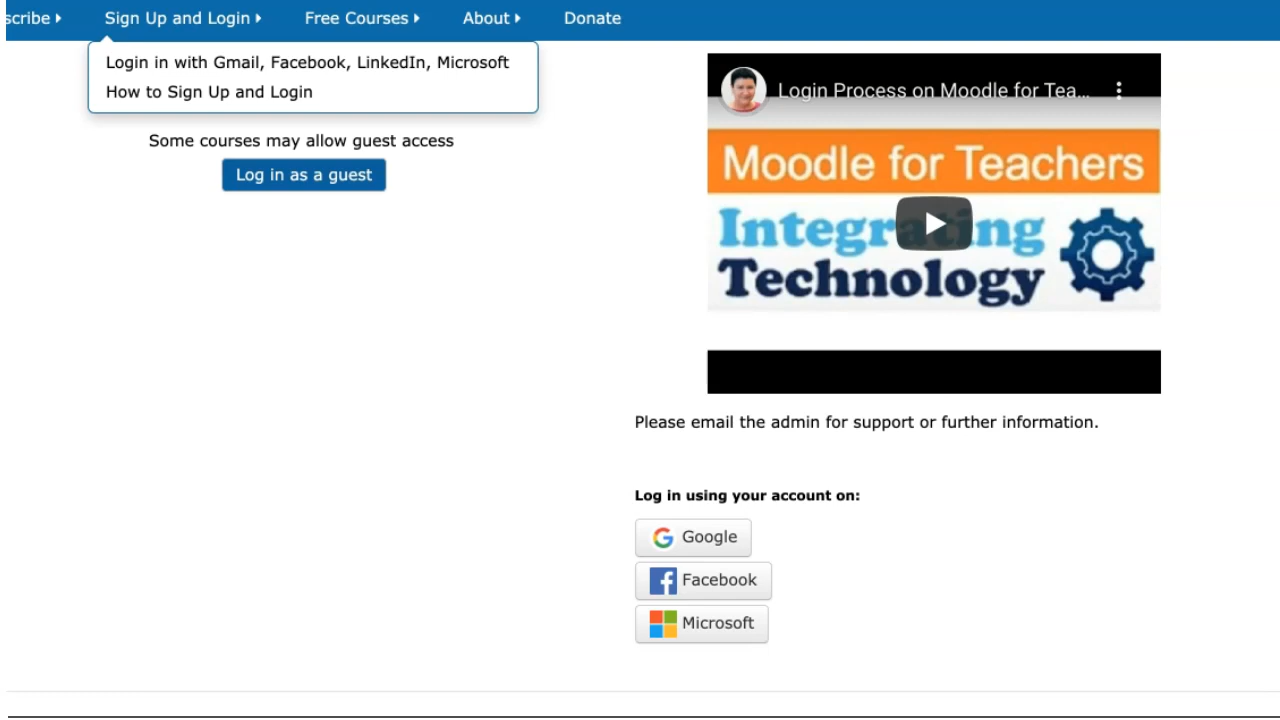 scribe Sign Up and Login Free Courses About Donate
Login in with Gmail, Facebook, LinkedIn, Microsoft
How to Sign Up and Login
Some courses may allow guest access
Log in as a guest
Login Process on Moodle for Tea...
Moodle for Teachers
Integrating
Technology
Please email the admin for support or further information.
Log in using your account on:
Google
Facebook
Microsoft